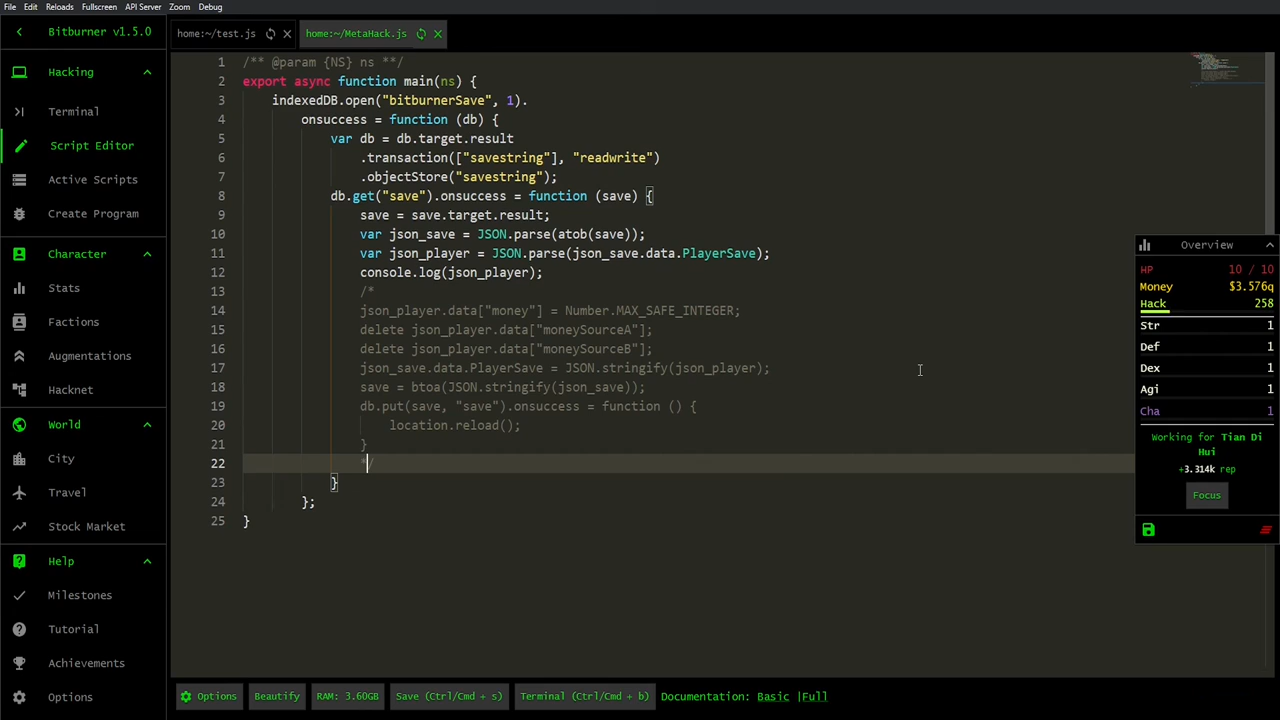 File Edit Reloads Fullscreen API Server Zoom Debug
Bitburner v1.5.0
Hacking
Terminal
Script Editor
Active Scripts
Create Program
Character
Stats
Factions
Augmentations
Hacknet
World
City
Travel
Stock Market
Help
Milestones
Tutorial
Achievements
Options
home:~/test.js
home:~/MetaHack.js
1 /** @param {NS} ns **/
2 export async function main(ns) {
3 indexedDB.open("bitburnerSave", 1).
4 onsuccess = function (db) {
5 var db = db.target.result
6 .transaction(["savestring"], "readwrite")
7 .objectStore("savestring");
8 db.get("save").onsuccess = function (save) {
9 save = save.target.result;
10 var json_save = JSON.parse(atob(save));
11 var json_player = JSON.parse(json_save.data.PlayerSave);
12 console.log(json_player);
13 /*
14 json_player.data["money"] = Number.MAX_SAFE_INTEGER;
15 delete json_player.data["moneySourceA"];
16 delete json_player.data["moneySourceB"];
17 json_save.data.PlayerSave = JSON.stringify(json_player);
18 save = btoa(JSON.stringify(json_save));
19 db.put(save, "save").onsuccess = function () {
20 location.reload();
21 }
22 */
23 }
24 };
25 }
Overview
HP 10 / 10
Money $3.576q
Hack 258
Str 1
Def 1
Dex 1
Agi 1
Cha 1
Working for Tian Di
Hui
+3.314k rep
Focus
Options Beautify RAM: 3.60GB Save (Ctrl/Cmd + s) Terminal (Ctrl/Cmd + b) Documentation: Basic |Full